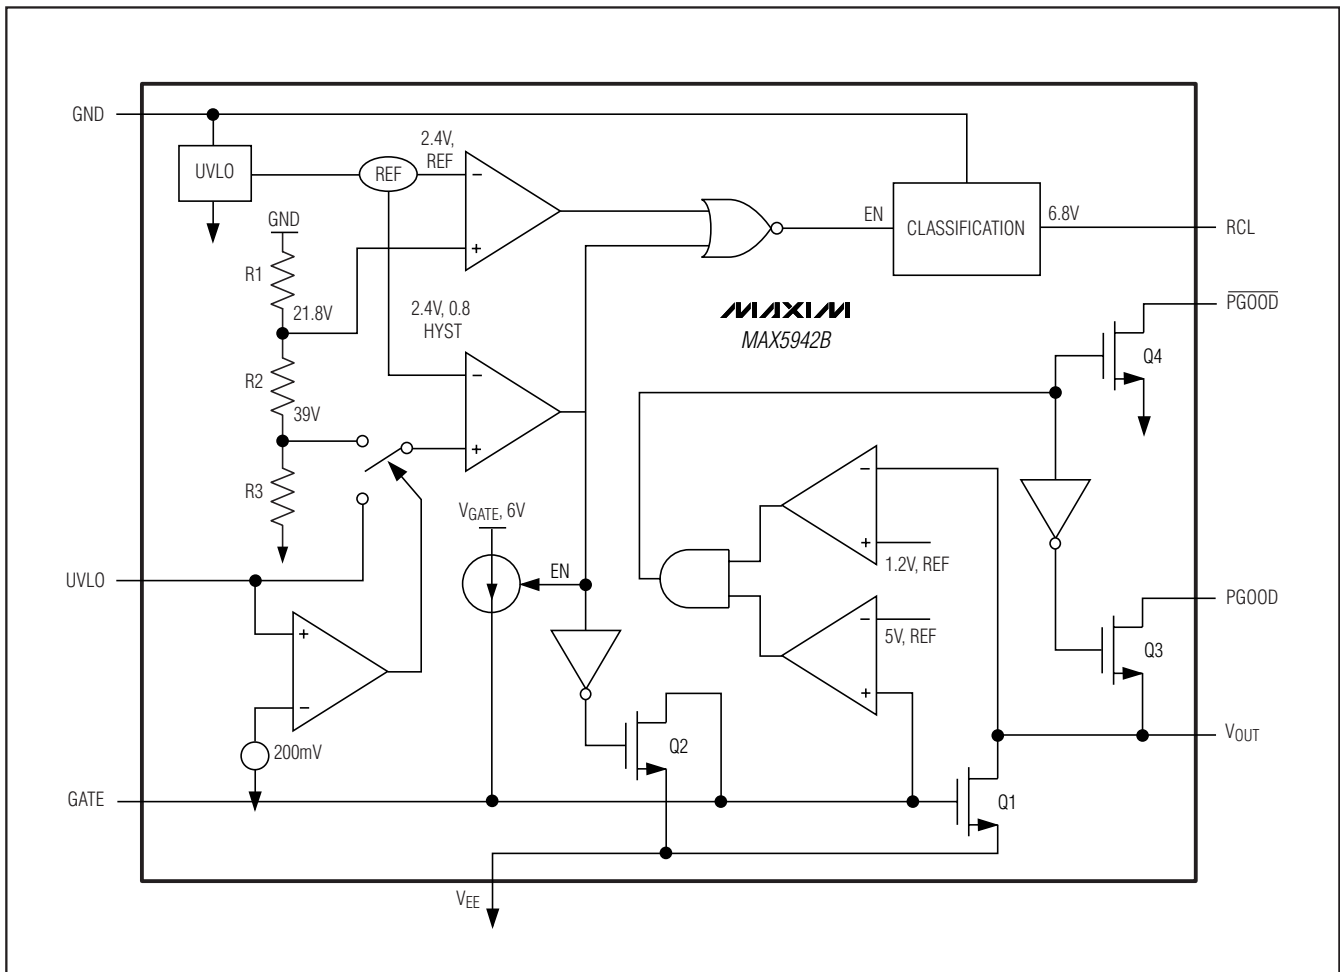 GND
UVLO
REF
2.4V,
REF
GND
R1
21.8V
R2
39V
R3
2.4V, 0.8
HYST
EN
CLASSIFICATION
6.8V
RCL
MAXIM
MAX5942B
PGOOD
Q4
VGATE, 6V
EN
1.2V, REF
5V, REF
UVLO
200mV
PGOOD
Q3
Q2
VOUT
GATE
Q1
VEE